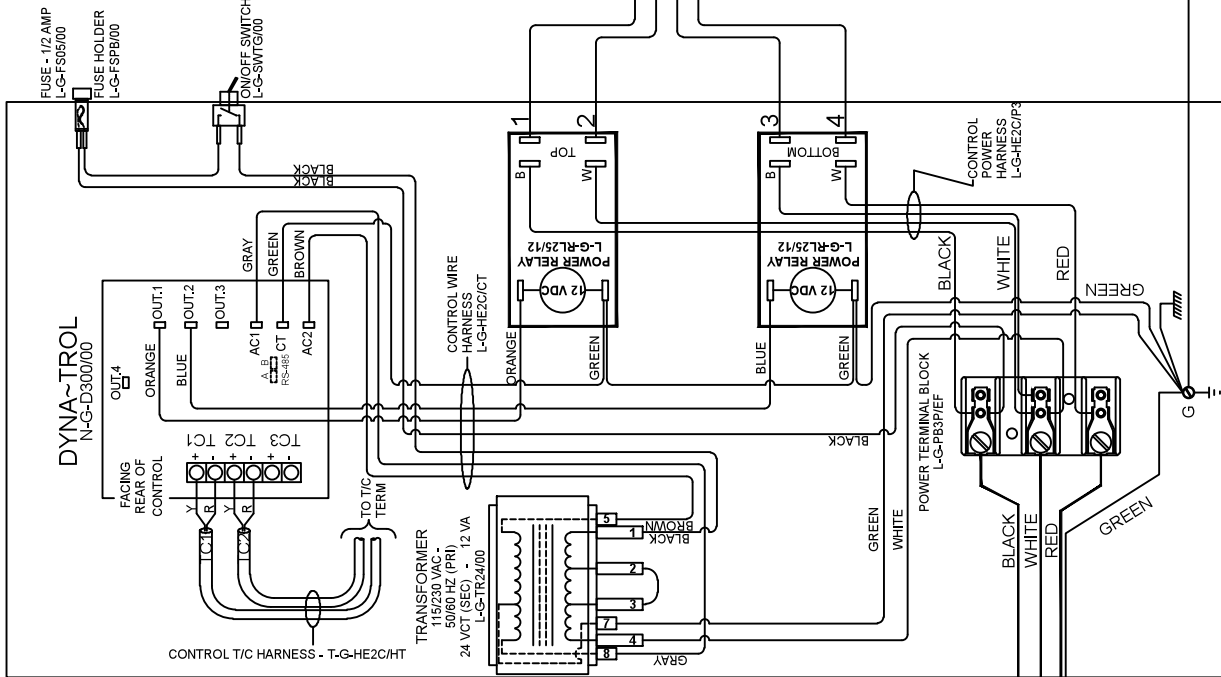 FUSE - 1/2 AMP
L-G-FS05/00
FUSE HOLDER
L-G-FSPB/00
ON/OFF SWITCH
L-G-SWTG/00
BLACK
BLACK
DYNA~TROL
N-G-D300/00
OUT.4
OUT.1
OUT.2
OUT.3
ORANGE
BLUE
GRAY
GREEN
BROWN
AC1
CT
AC2
A B
RS-485
FACING
REAR OF
CONTROL
TC1
TC2
TC3
+ - + - + -
Y
R
Y
R
TC1
TC2
TO T/C
TERM
CONTROL T/C HARNESS - T-G-HE2C/HT
CONTROL WIRE
HARNESS
L-G-HE2C/CT
1
2
TOP
B
W
POWER RELAY
L-G-RL25/12
12 VDC
ORANGE
GREEN
3
4
BOTTOM
B
W
POWER RELAY
L-G-RL25/12
12 VDC
BLUE
GREEN
CONTROL
POWER
HARNESS
L-G-HE2C/P3
BLACK
WHITE
RED
GREEN
BLACK
TRANSFORMER
115/230 VAC -
50/60 HZ (PRI)
24 VCT (SEC) - 12 VA
L-G-TR24/00
5
1
2
3
7
4
8
BROWN
BLACK
GRAY
GREEN
WHITE
POWER TERMINAL BLOCK
L-G-PB3P/EF
G
BLACK
WHITE
RED
GREEN